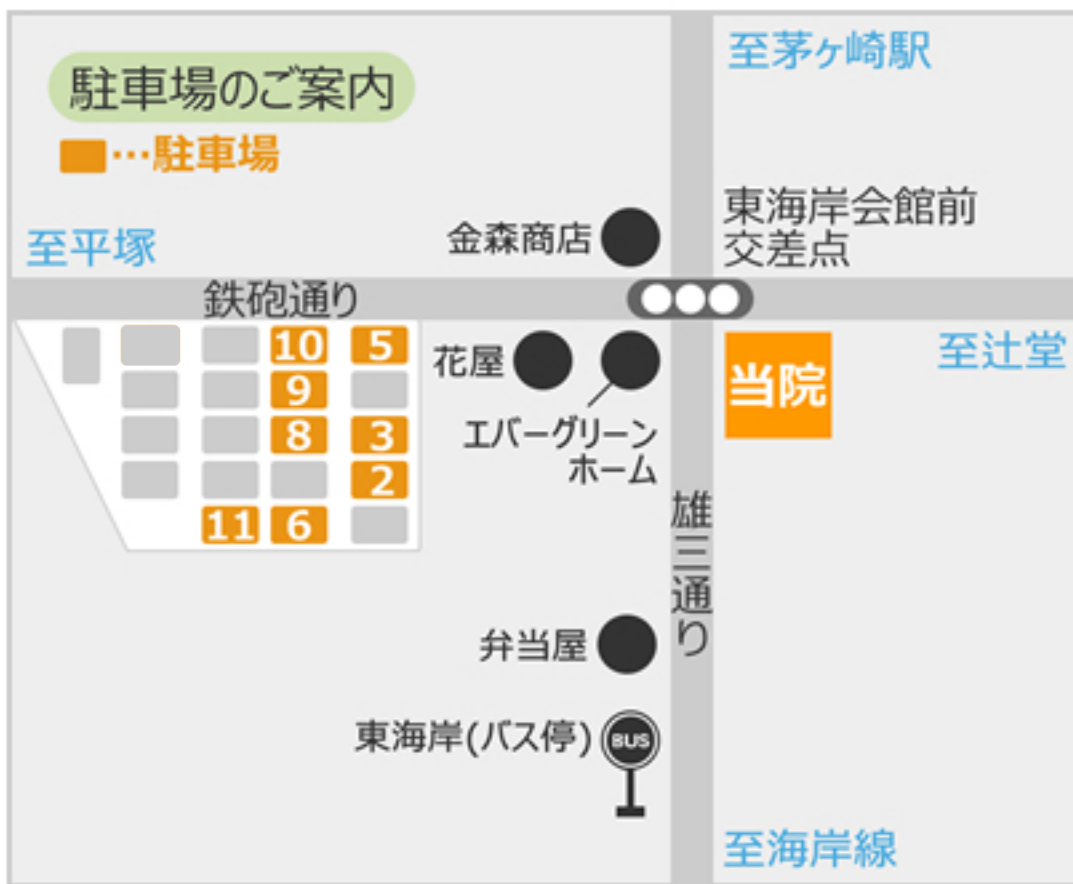 至茅ヶ崎駅
駐車場のご案内
…駐車場
東海岸会館前
交差点
金森商店
至平塚
鉄砲通り
10
5
9
8
3
2
11
6
花屋
エバーグリーン
ホーム
当院
至辻堂
雄三通り
弁当屋
東海岸(バス停)
BUS
至海岸線